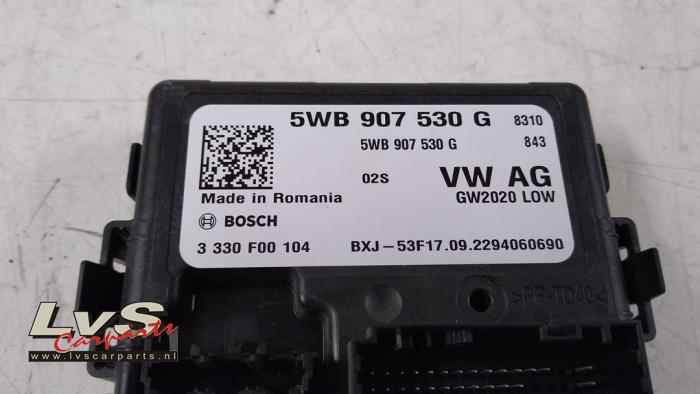 5WB 907 530 G 8310
5WB 907 530 G 843
02S VW AG
Made in Romania GW2020 LOW
BOSCH
3 330 F00 104 BXJ-53F17.09.2294060690
>PP-TD40<
LvS
Carparts
www.lvscarparts.nl